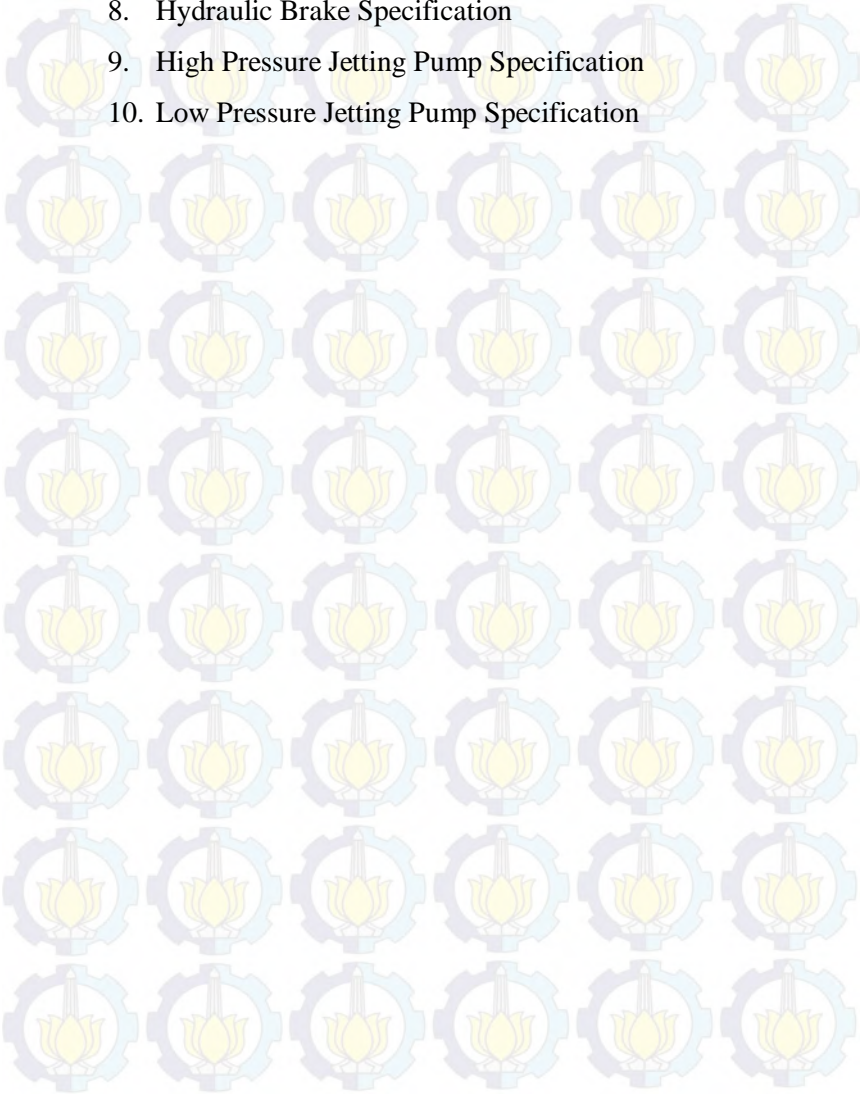 8. Hydraulic Brake Specification
9. High Pressure Jetting Pump Specification
10. Low Pressure Jetting Pump Specification